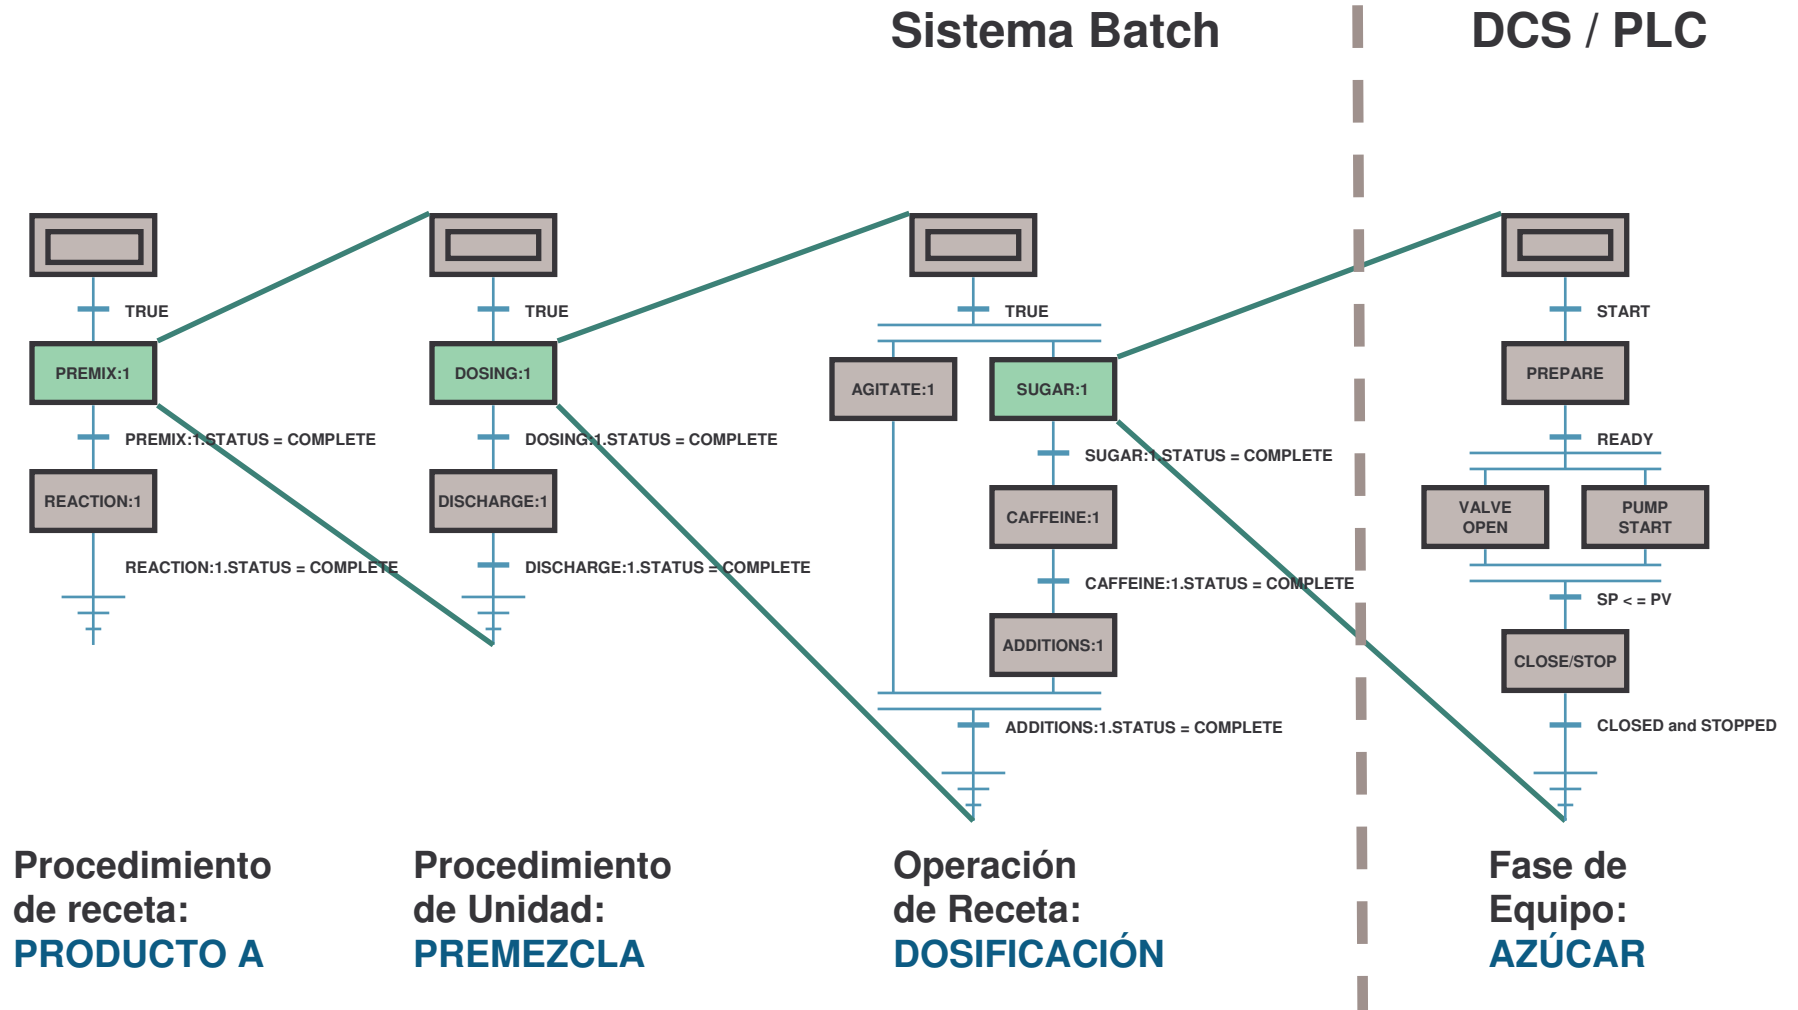 Sistema Batch
DCS / PLC
TRUE
PREMIX:1
PREMIX:1.STATUS = COMPLETE
REACTION:1
REACTION:1.STATUS = COMPLETE
Procedimiento
de receta:
PRODUCTO A
TRUE
DOSING:1
DOSING:1.STATUS = COMPLETE
DISCHARGE:1
DISCHARGE:1.STATUS = COMPLETE
Procedimiento
de Unidad:
PREMEZCLA
TRUE
AGITATE:1
SUGAR:1
SUGAR:1.STATUS = COMPLETE
CAFFEINE:1
CAFFEINE:1.STATUS = COMPLETE
ADDITIONS:1
ADDITIONS:1.STATUS = COMPLETE
Operación
de Receta:
DOSIFICACIÓN
START
PREPARE
READY
VALVE
OPEN
PUMP
START
SP < = PV
CLOSE/STOP
CLOSED and STOPPED
Fase de
Equipo:
AZÚCAR